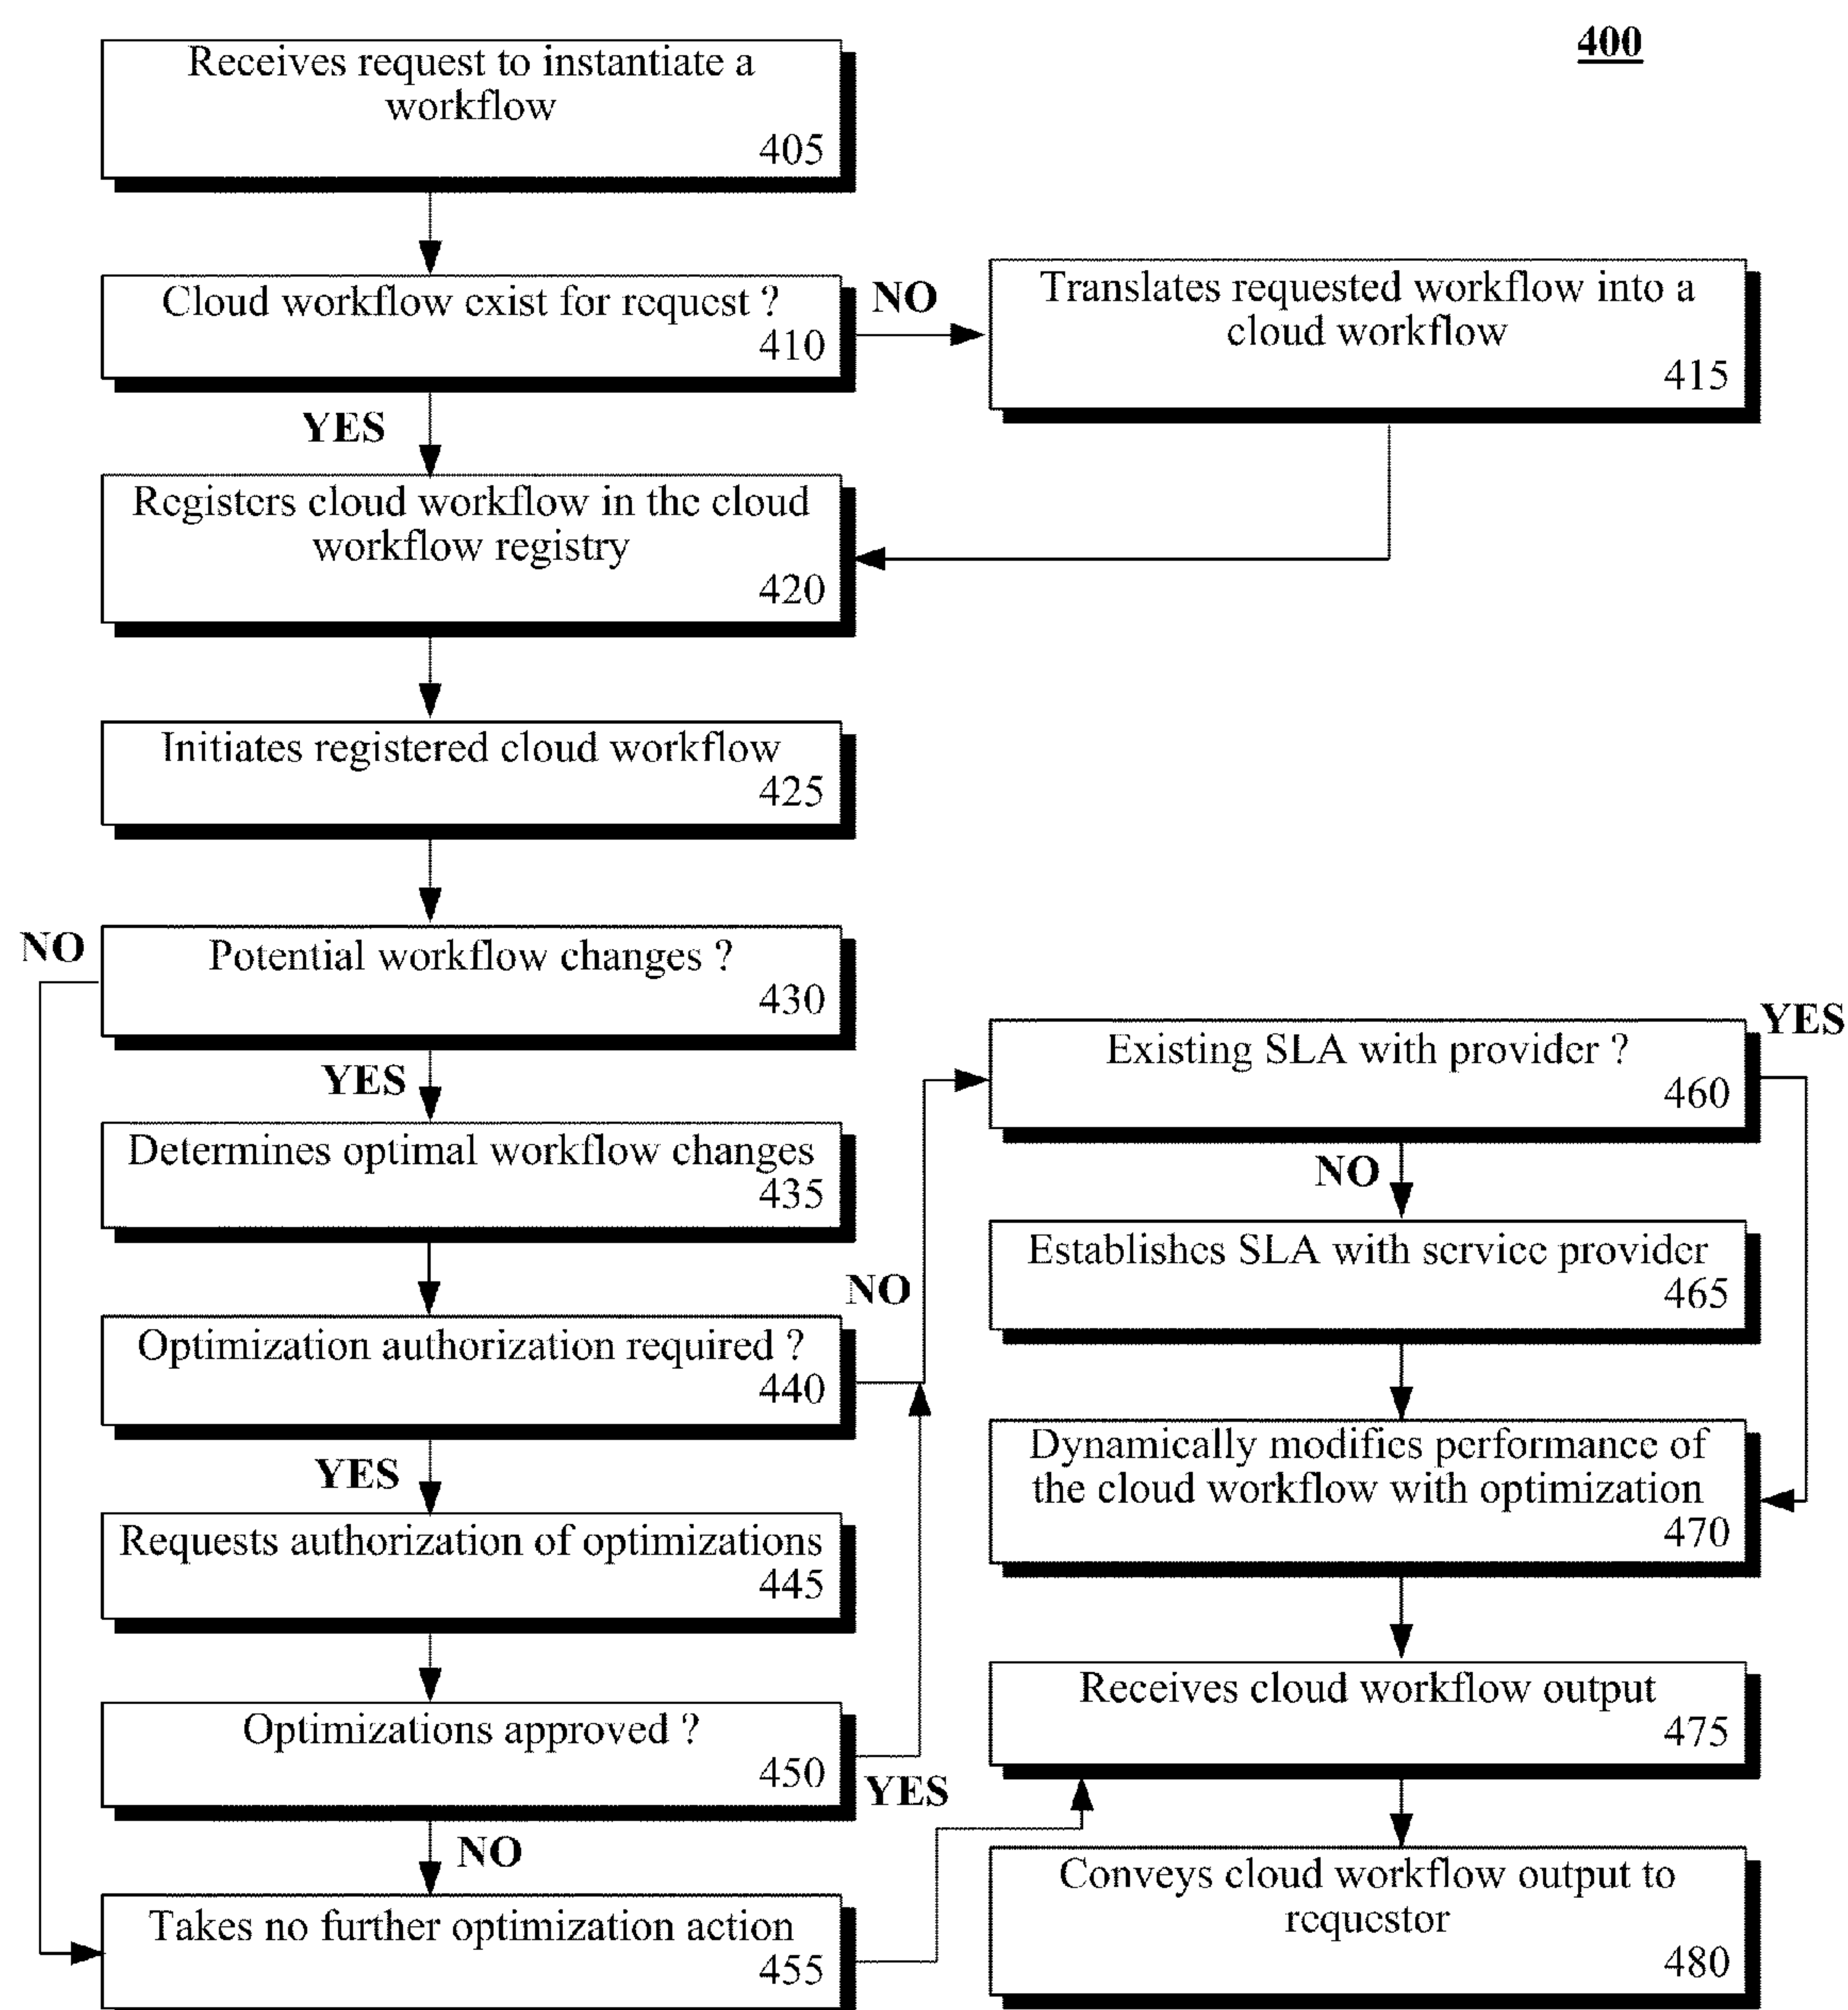 400
Receives request to instantiate a
workflow
405
Cloud workflow exist for request ?
410
NO
Translates requested workflow into a
cloud workflow
415
YES
Registers cloud workflow in the cloud
workflow registry
420
Initiates registered cloud workflow
425
NO
Potential workflow changes ?
430
YES
Determines optimal workflow changes
435
Optimization authorization required ?
440
NO
YES
Requests authorization of optimizations
445
Optimizations approved ?
450
YES
NO
Takes no further optimization action
455
Existing SLA with provider ?
460
YES
NO
Establishes SLA with service provider
465
Dynamically modifies performance of
the cloud workflow with optimization
470
Receives cloud workflow output
475
Conveys cloud workflow output to
requestor
480